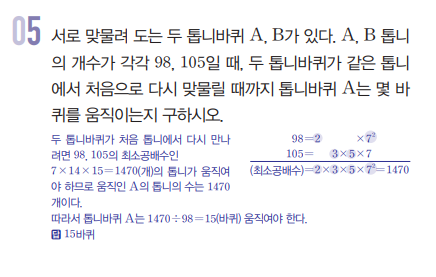 05 서로 맞물려 도는 두 톱니바퀴 A, B가 있다. A, B 톱니
의 개수가 각각 98, 105일 때, 두 톱니바퀴가 같은 톱니
에서 처음으로 다시 맞물릴 때까지 톱니바퀴 A는 몇 바
퀴를 움직이는지 구하시오.
두 톱니바퀴가 처음 톱니에서 다시 만나
려면 98, 105의 최소공배수인
7×14×15=1470(개)의 톱니가 움직여
야 하므로 움직인 A의 톱니의 수는 1470
개이다.
98=2 ×7²
105= 3×5×7
(최소공배수)=2×3×5×7²=1470
따라서 톱니바퀴 A는 1470÷98=15(바퀴) 움직여야 한다.
답 15바퀴